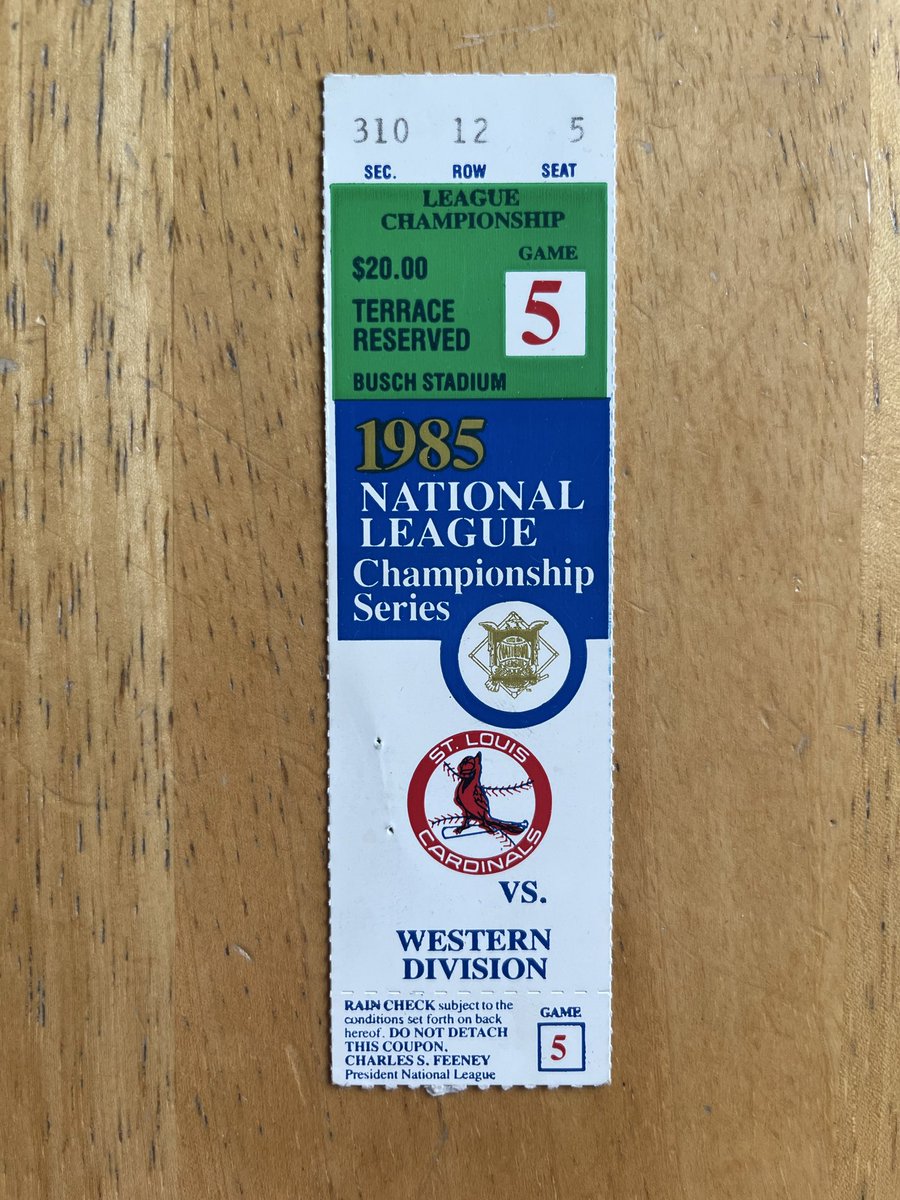 310 12 5
SEC. ROW SEAT
LEAGUE
CHAMPIONSHIP
GAME
$20.00
5
TERRACE
RESERVED
BUSCH STADIUM
1985
NATIONAL
LEAGUE
Championship
Series
ST. LOUIS
CARDINALS
VS.
WESTERN
DIVISION
RAIN CHECK subject to the
conditions set forth on back
hereof. DO NOT DETACH
THIS COUPON.
CHARLES S. FEENEY
President National League
GAME
5